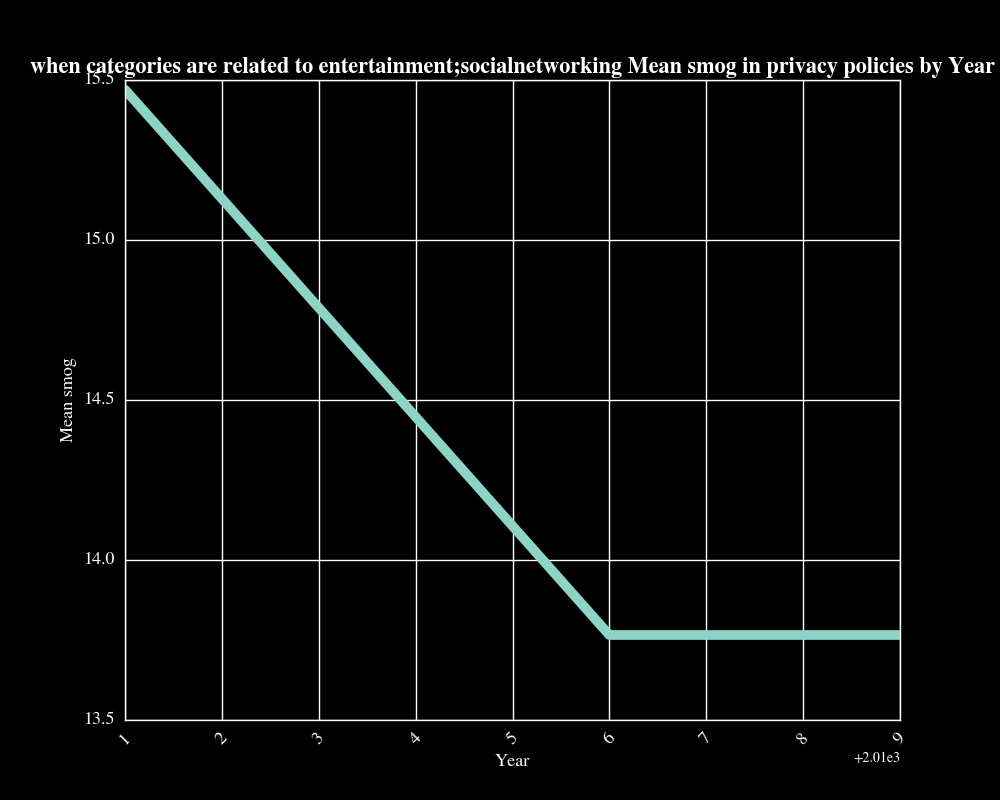 when categories are related to entertainment;socialnetworking Mean smog in privacy policies by Year
15.5
15.0
14.5
14.0
13.5
Mean smog
1 2 3 4 5 6 7 8 9
Year
+2.01e3